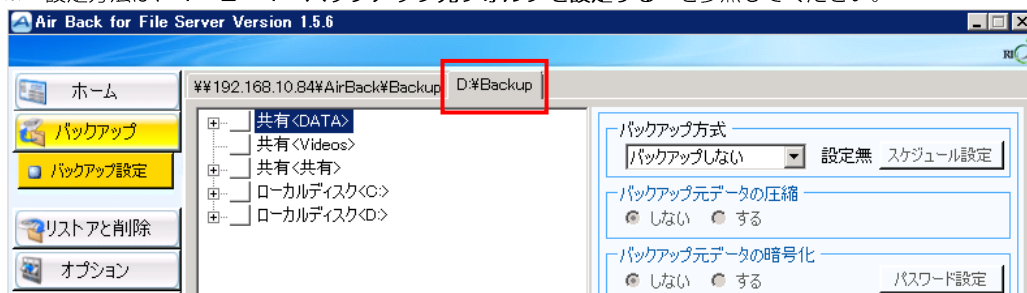 Air Back for File Server Version 1.5.6
ホーム
バックアップ
バックアップ設定
リストアと削除
オプション
¥¥192.168.10.84¥AirBack¥Backup
D:¥Backup
共有<DATA>
共有<Videos>
共有<共有>
ローカルディスク<C:>
ローカルディスク<D:>
バックアップ方式
バックアップしない 設定無 スケジュール設定
バックアップ元データの圧縮
しない する
バックアップ元データの暗号化
しない する パスワード設定